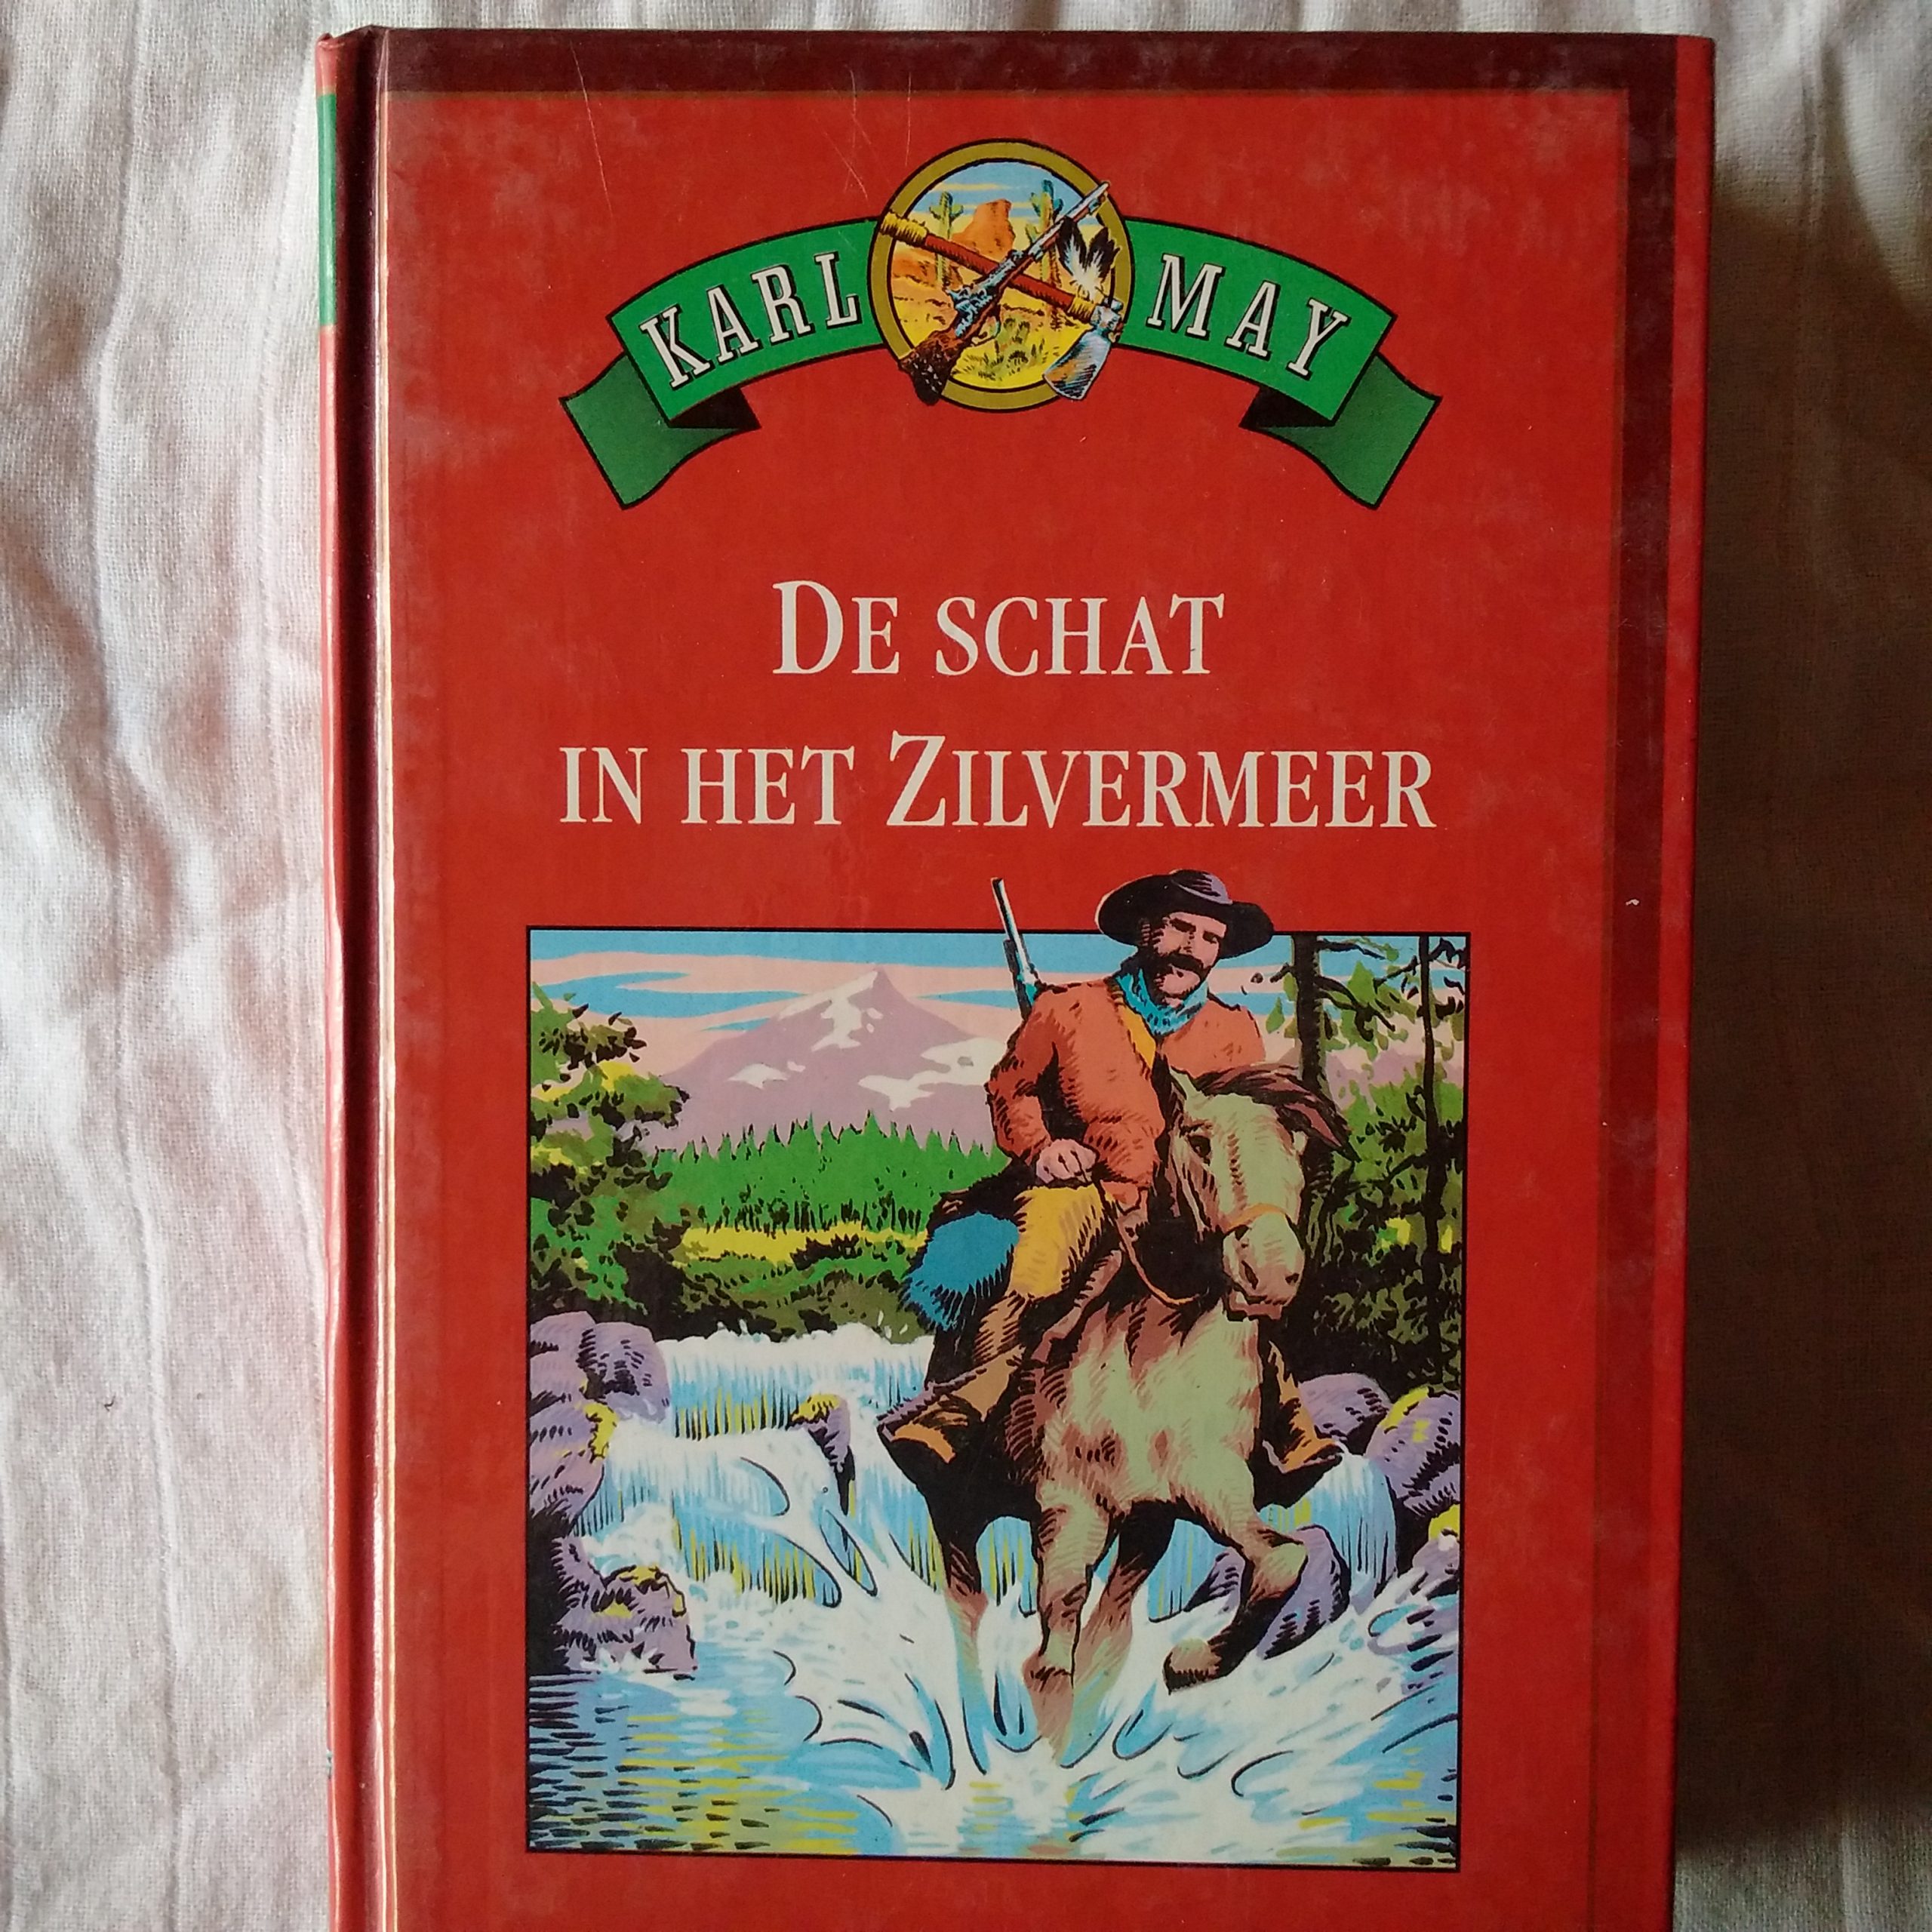 KARL MAY
DE SCHAT
IN HET ZILVERMEER